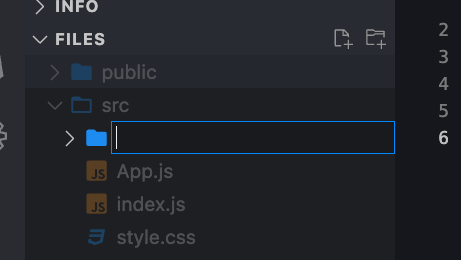 INFO
FILES
public
src
JS App.js
JS index.js
style.css
2
3
4
5
6